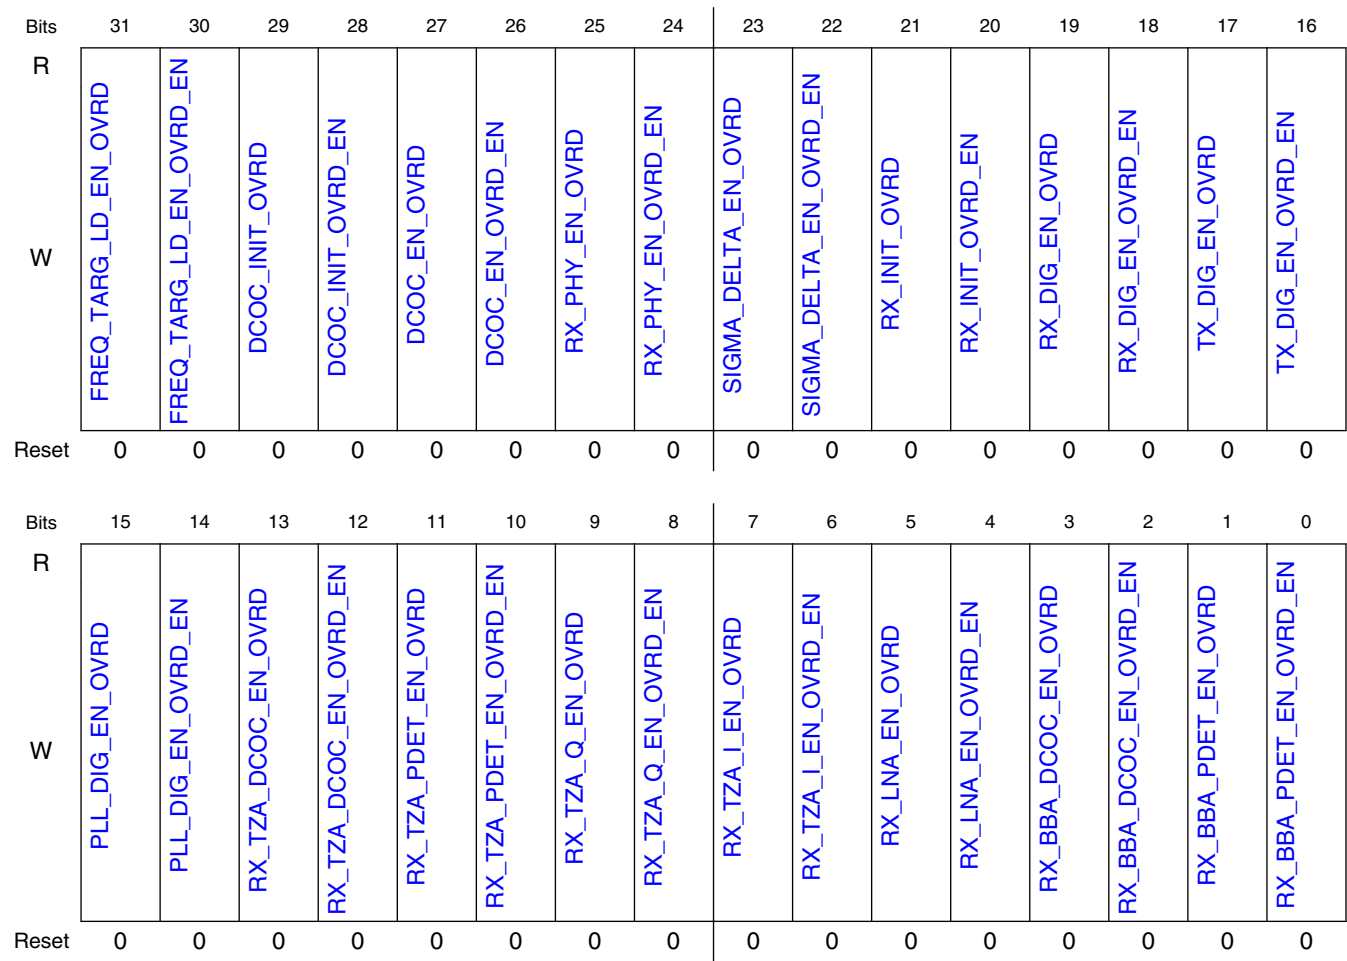 Bits 31 30 29 28 27 26 25 24 23 22 21 20 19 18 17 16
R
W
FREQ_TARG_LD_EN_OVRD
FREQ_TARG_LD_EN_OVRD_EN
DCOC_INIT_OVRD
DCOC_INIT_OVRD_EN
DCOC_EN_OVRD
DCOC_EN_OVRD_EN
RX_PHY_EN_OVRD
RX_PHY_EN_OVRD_EN
SIGMA_DELTA_EN_OVRD
SIGMA_DELTA_EN_OVRD_EN
RX_INIT_OVRD
RX_INIT_OVRD_EN
RX_DIG_EN_OVRD
RX_DIG_EN_OVRD_EN
TX_DIG_EN_OVRD
TX_DIG_EN_OVRD_EN
Reset 0 0 0 0 0 0 0 0 0 0 0 0 0 0 0 0
Bits 15 14 13 12 11 10 9 8 7 6 5 4 3 2 1 0
R
W
PLL_DIG_EN_OVRD
PLL_DIG_EN_OVRD_EN
RX_TZA_DCOC_EN_OVRD
RX_TZA_DCOC_EN_OVRD_EN
RX_TZA_PDET_EN_OVRD
RX_TZA_PDET_EN_OVRD_EN
RX_TZA_Q_EN_OVRD
RX_TZA_Q_EN_OVRD_EN
RX_TZA_I_EN_OVRD
RX_TZA_I_EN_OVRD_EN
RX_LNA_EN_OVRD
RX_LNA_EN_OVRD_EN
RX_BBA_DCOC_EN_OVRD
RX_BBA_DCOC_EN_OVRD_EN
RX_BBA_PDET_EN_OVRD
RX_BBA_PDET_EN_OVRD_EN
Reset 0 0 0 0 0 0 0 0 0 0 0 0 0 0 0 0